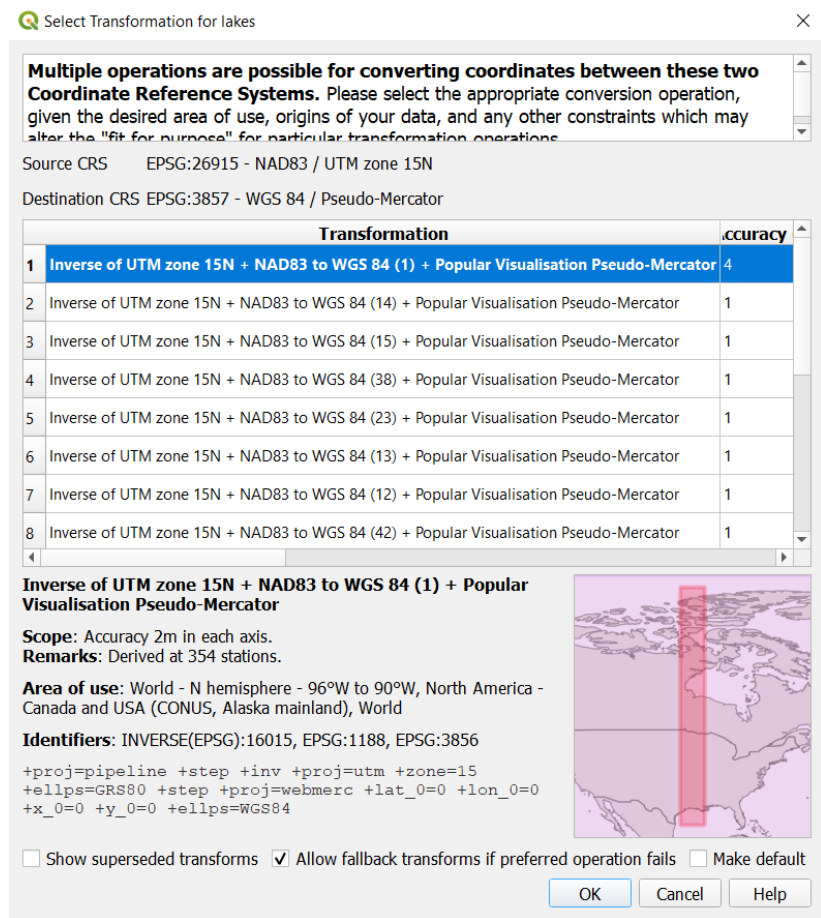 Select Transformation for lakes
Multiple operations are possible for converting coordinates between these two
Coordinate Reference Systems. Please select the appropriate conversion operation,
given the desired area of use, origins of your data, and any other constraints which may
alter the "fit for purpose" for particular transformation operations.
Source CRS EPSG:26915 - NAD83 / UTM zone 15N
Destination CRS EPSG:3857 - WGS 84 / Pseudo-Mercator
Transformation ccuracy
1 Inverse of UTM zone 15N + NAD83 to WGS 84 (1) + Popular Visualisation Pseudo-Mercator 4
2 Inverse of UTM zone 15N + NAD83 to WGS 84 (14) + Popular Visualisation Pseudo-Mercator 1
3 Inverse of UTM zone 15N + NAD83 to WGS 84 (15) + Popular Visualisation Pseudo-Mercator 1
4 Inverse of UTM zone 15N + NAD83 to WGS 84 (38) + Popular Visualisation Pseudo-Mercator 1
5 Inverse of UTM zone 15N + NAD83 to WGS 84 (23) + Popular Visualisation Pseudo-Mercator 1
6 Inverse of UTM zone 15N + NAD83 to WGS 84 (13) + Popular Visualisation Pseudo-Mercator 1
7 Inverse of UTM zone 15N + NAD83 to WGS 84 (12) + Popular Visualisation Pseudo-Mercator 1
8 Inverse of UTM zone 15N + NAD83 to WGS 84 (42) + Popular Visualisation Pseudo-Mercator 1
Inverse of UTM zone 15N + NAD83 to WGS 84 (1) + Popular
Visualisation Pseudo-Mercator
Scope: Accuracy 2m in each axis.
Remarks: Derived at 354 stations.
Area of use: World - N hemisphere - 96°W to 90°W, North America -
Canada and USA (CONUS, Alaska mainland), World
Identifiers: INVERSE(EPSG):16015, EPSG:1188, EPSG:3856
+proj=pipeline +step +inv +proj=utm +zone=15
+ellps=GRS80 +step +proj=webmerc +lat_0=0 +lon_0=0
+x_0=0 +y_0=0 +ellps=WGS84
Show superseded transforms Allow fallback transforms if preferred operation fails Make default
OK Cancel Help